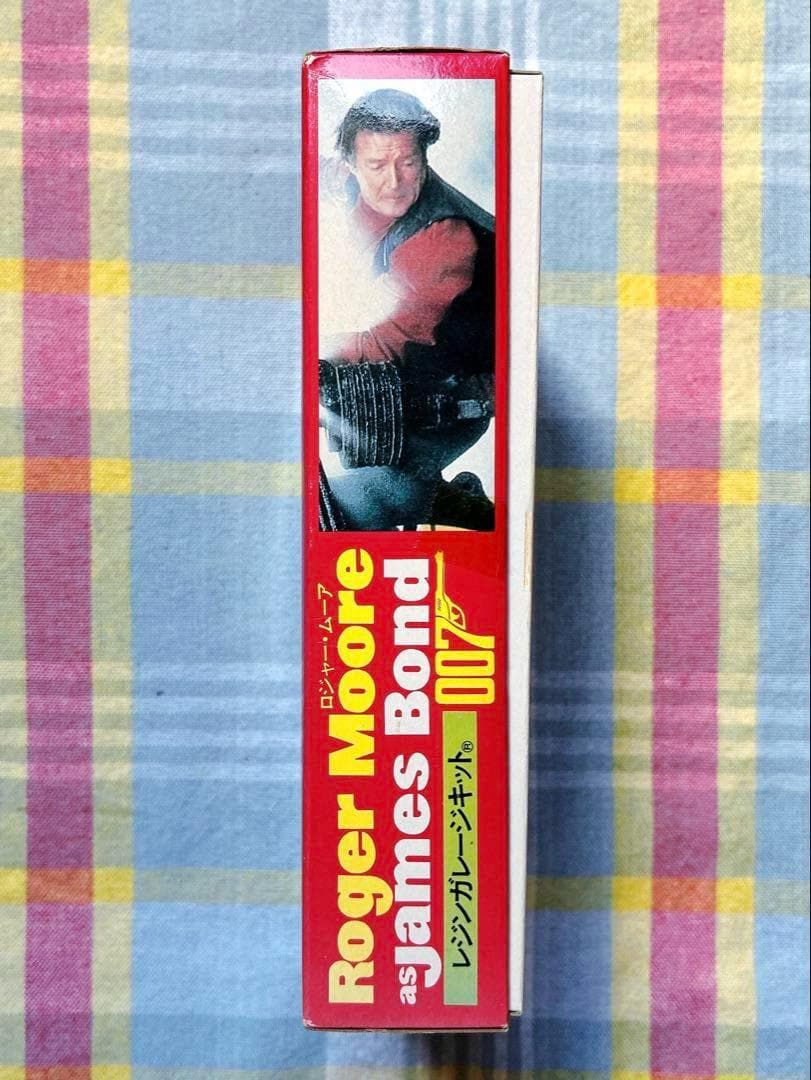 ロジャー・ムーア
Roger Moore
as James Bond
007
レジンガレージキット®